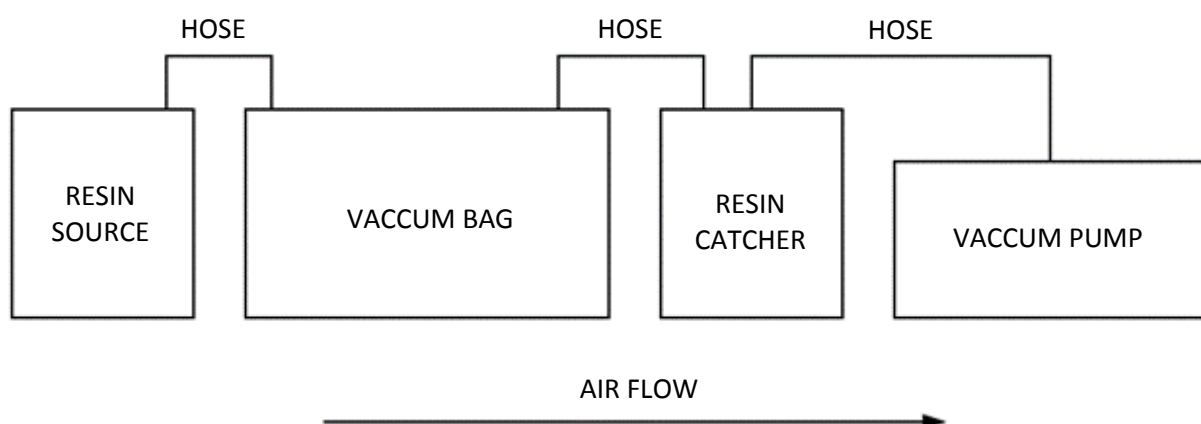 HOSE
HOSE
HOSE
RESIN
SOURCE
VACCUM BAG
RESIN
CATCHER
VACCUM PUMP
AIR FLOW